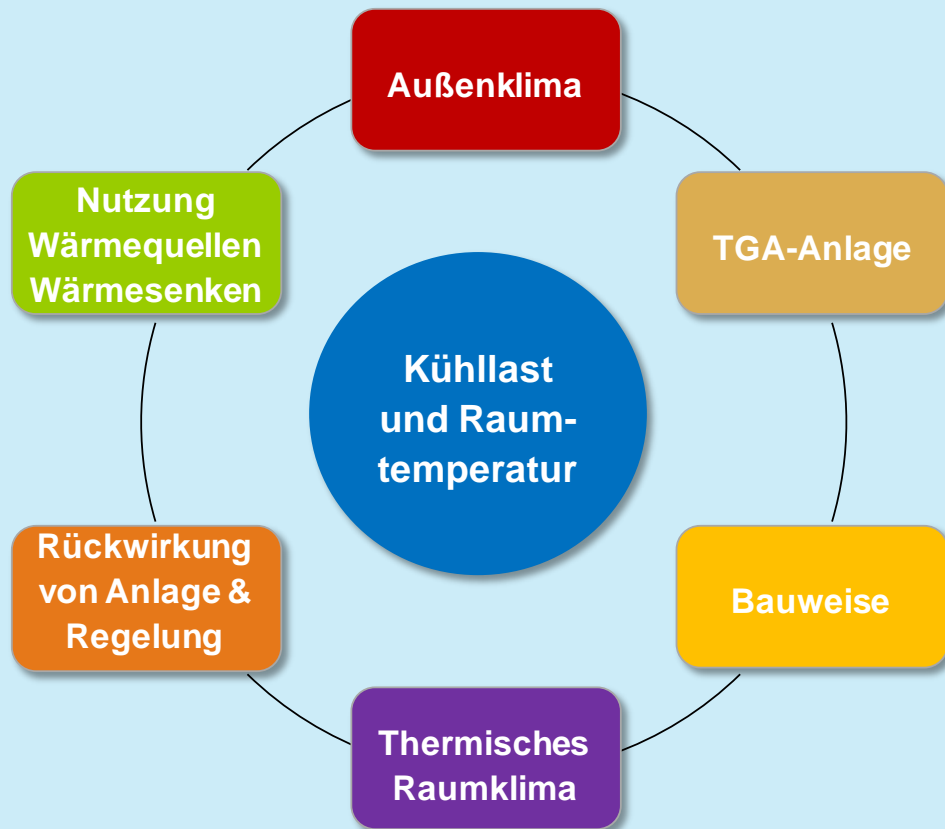 Außenklima
TGA-Anlage
Bauweise
Thermisches
Raumklima
Rückwirkung
von Anlage &
Regelung
Nutzung
Wärmequellen
Wärmesenken
Kühllast
und Raum-
temperatur